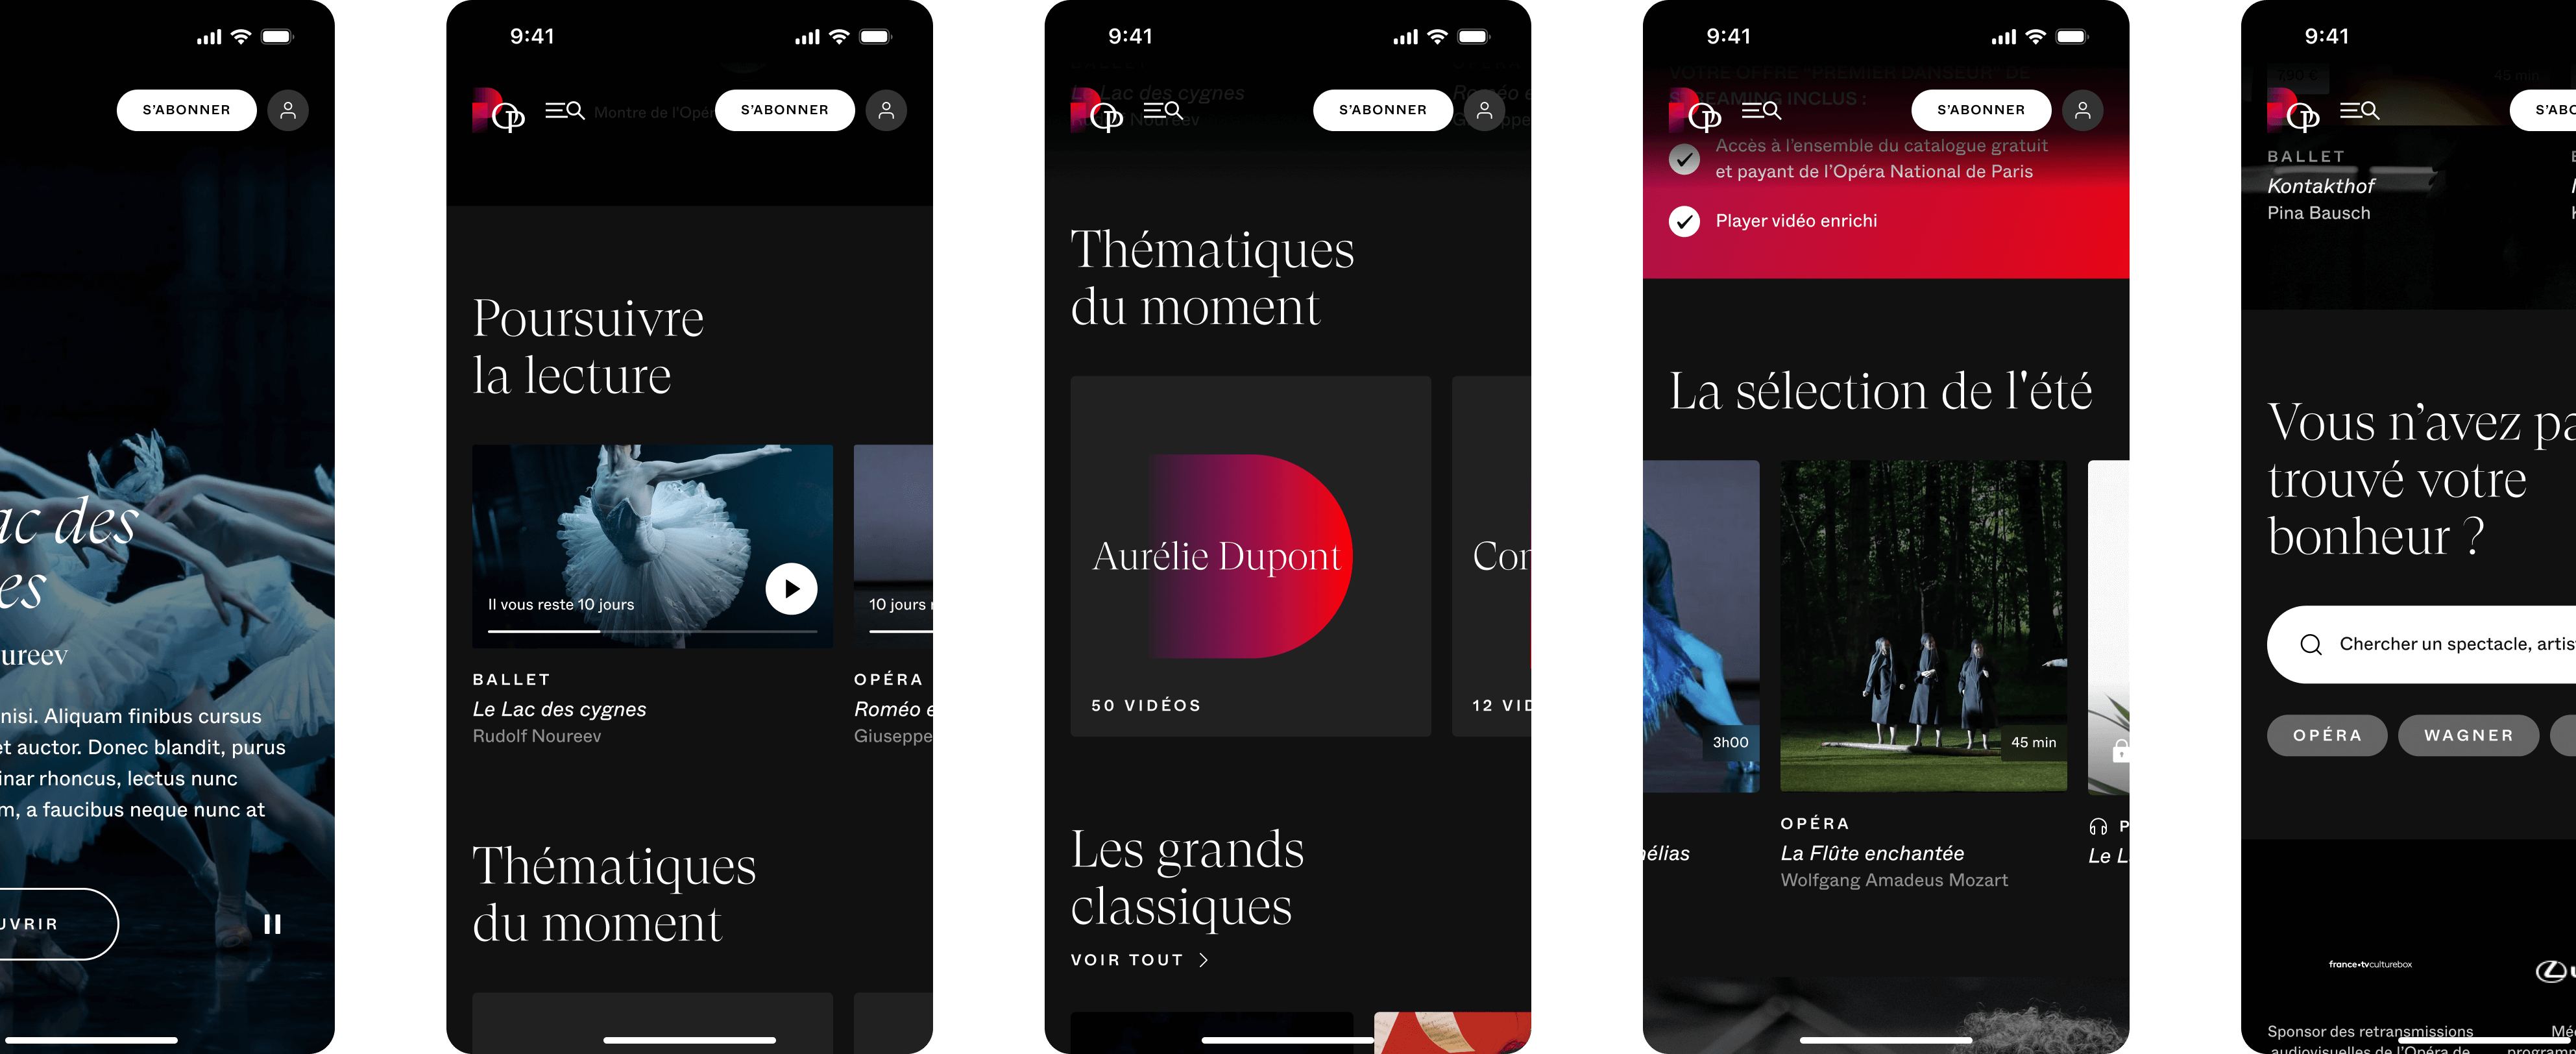 S'ABONNER
ac des
es
ureev
nisi. Aliquam finibus cursus
et auctor. Donec blandit, purus
inar rhoncus, lectus nunc
m, a faucibus neque nunc at
UVRIR
9:41
Montre de l'Opér
S'ABONNER
Poursuivre
la lecture
Il vous reste 10 jours
10 jours
BALLET
Le Lac des cygnes
Rudolf Noureev
OPÉRA
Roméo e
Giuseppe
Thématiques
du moment
9:41
Le Lac des cygnes
Noureev
S'ABONNER
Thématiques
du moment
Aurélie Dupont
50 VIDÉOS
Cor
12 VID
Les grands
classiques
VOIR TOUT
9:41
VOTRE OFFRE "PREMIER DANSEUR" DE
STREAMING INCLUS :
S'ABONNER
Accès à l'ensemble du catalogue gratuit
et payant de l'Opéra National de Paris
Player vidéo enrichi
La sélection de l'été
3h00
45 min
élias
OPÉRA
La Flûte enchantée
Wolfgang Amadeus Mozart
P
Le L
9:41
7,90 €
45 min
S'ABO
BALLET
Kontakthof
Pina Bausch
Vous n'avez pa
trouvé votre
bonheur ?
Chercher un spectacle, artis
OPÉRA
WAGNER
france•tvculturebox
Sponsor des retransmissions
audiovisuelles de l'Opéra de
Mé
programm